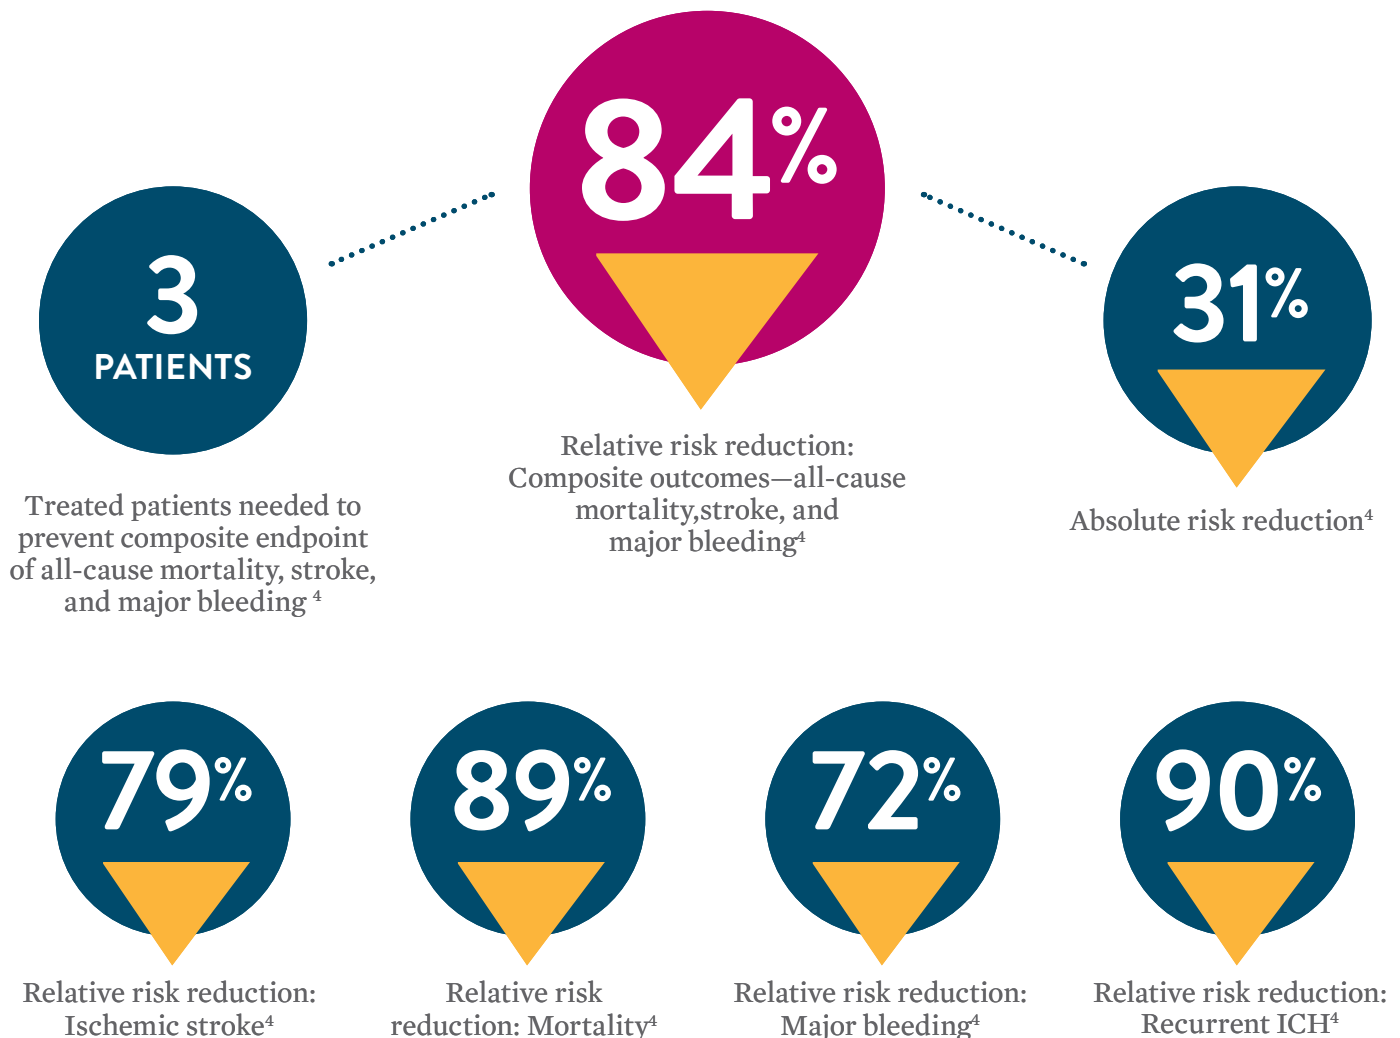 84%
3
PATIENTS
31%
Relative risk reduction:
Composite outcomes—all-cause
mortality,stroke, and
major bleeding4
Treated patients needed to
prevent composite endpoint
of all-cause mortality, stroke,
and major bleeding 4
Absolute risk reduction4
79%
89%
72%
90%
Relative risk reduction:
Ischemic stroke4
Relative risk
reduction: Mortality4
Relative risk reduction:
Major bleeding4
Relative risk reduction:
Recurrent ICH4